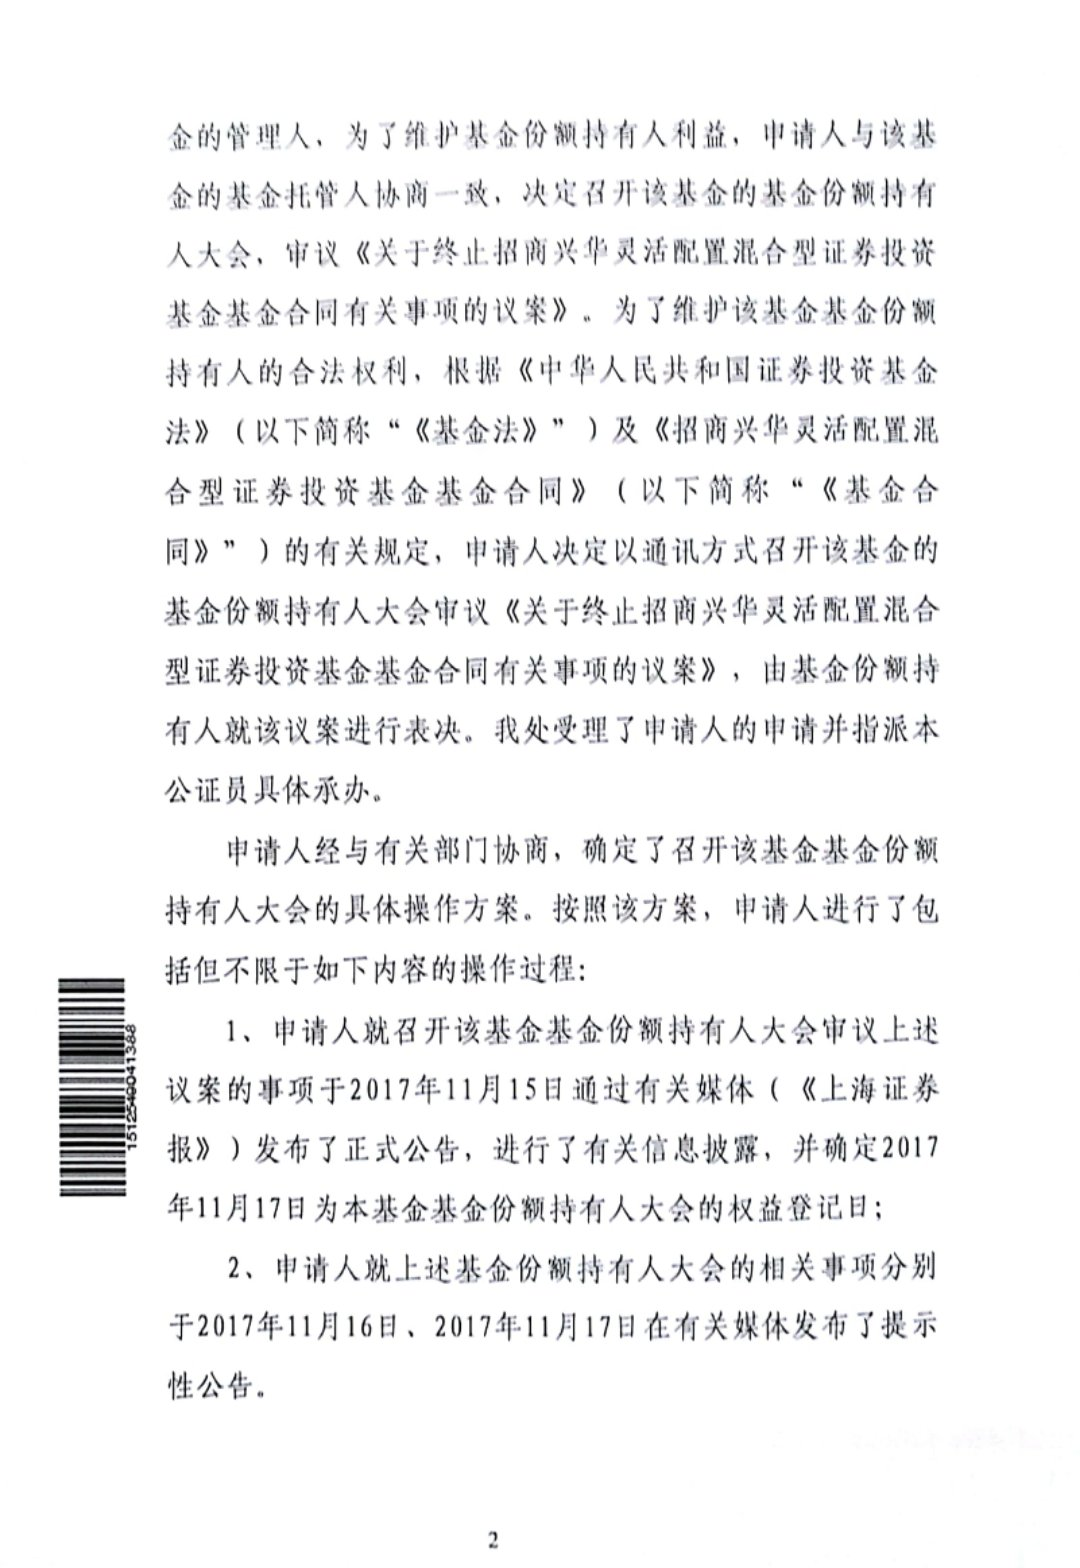 金的管理人，为了维护基金份额持有人利益，申请人与该基
金的基金托管人协商一致，决定召开该基金的基金份额持有
人大会，审议《关于终止招商兴华灵活配置混合型证券投资
基金基金合同有关事项的议案》。为了维护该基金基金份额
持有人的合法权利，根据《中华人民共和国证券投资基金
法》（以下简称“《基金法》”）及《招商兴华灵活配置混
合型证券投资基金基金合同》（以下简称“《基金合
同》”）的有关规定，申请人决定以通讯方式召开该基金的
基金份额持有人大会审议《关于终止招商兴华灵活配置混合
型证券投资基金基金合同有关事项的议案》，由基金份额持
有人就该议案进行表决。我处受理了申请人的申请并指派本
公证员具体承办。
申请人经与有关部门协商，确定了召开该基金基金份额
持有人大会的具体操作方案。按照该方案，申请人进行了包
括但不限于如下内容的操作过程：
1、申请人就召开该基金基金份额持有人大会审议上述
议案的事项于2017年11月15日通过有关媒体（《上海证券
报》）发布了正式公告，进行了有关信息披露，并确定2017
年11月17日为本基金基金份额持有人大会的权益登记日；
2、申请人就上述基金份额持有人大会的相关事项分别
于2017年11月16日、2017年11月17日在有关媒体发布了提示
性公告。
151254909041388
2